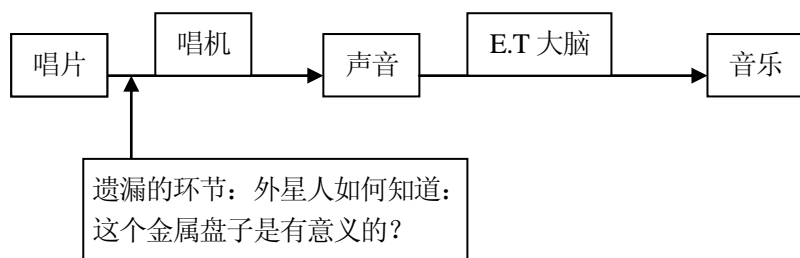 唱片
唱机
声音
E.T 大脑
音乐
遗漏的环节：外星人如何知道：
这个金属盘子是有意义的？